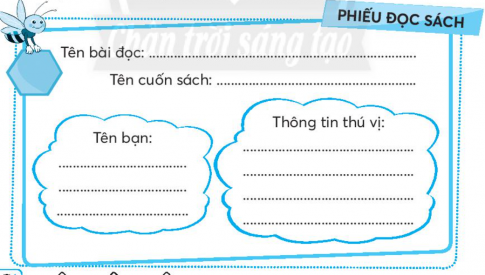 PHIẾU ĐỌC SÁCH
Chân trời sáng tạo
Tên bài đọc: ........................................................
Tên cuốn sách: ..........................................
Tên bạn:
..............................
..............................
..............................
Thông tin thú vị:
........................................
........................................
........................................
........................................